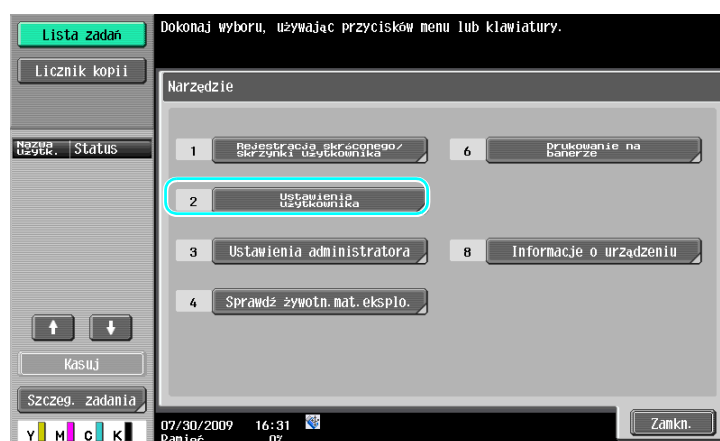 Lista zadań
Dokonaj wyboru, używając przycisków menu lub klawiatury.
Licznik kopii
Narzędzie
Nazwa
użytk.
Status
1
Rejestracja skróconego/
skrzynki użytkownika
6
Drukowanie na
banerze
2
Ustawienia
użytkownika
3
Ustawienia administratora
8
Informacje o urządzeniu
4
Sprawdź żywotn.mat.eksplo.
Kasuj
Szczeg. zadania
Y M C K
07/30/2009 16:31
Pamięć 0%
Zamkn.